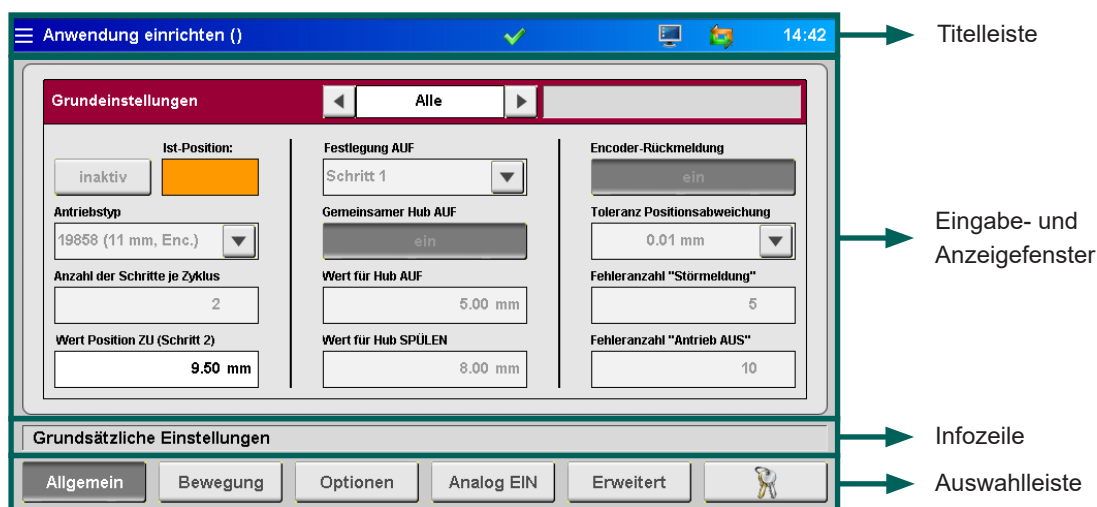 Anwendung einrichten ()
14:42
Titelleiste
Grundeinstellungen
Alle
Ist-Position:
inaktiv
Antriebstyp
19858 (11 mm, Enc.)
Anzahl der Schritte je Zyklus
2
Wert Position ZU (Schritt 2)
9.50 mm
Festlegung AUF
Schritt 1
Gemeinsamer Hub AUF
ein
Wert für Hub AUF
5.00 mm
Wert für Hub SPÜLEN
8.00 mm
Encoder-Rückmeldung
ein
Toleranz Positionsabweichung
0.01 mm
Fehleranzahl "Störmeldung"
5
Fehleranzahl "Antrieb AUS"
10
Eingabe- und
Anzeigefenster
Grundsätzliche Einstellungen
Infozeile
Allgemein
Bewegung
Optionen
Analog EIN
Erweitert
Auswahlleiste